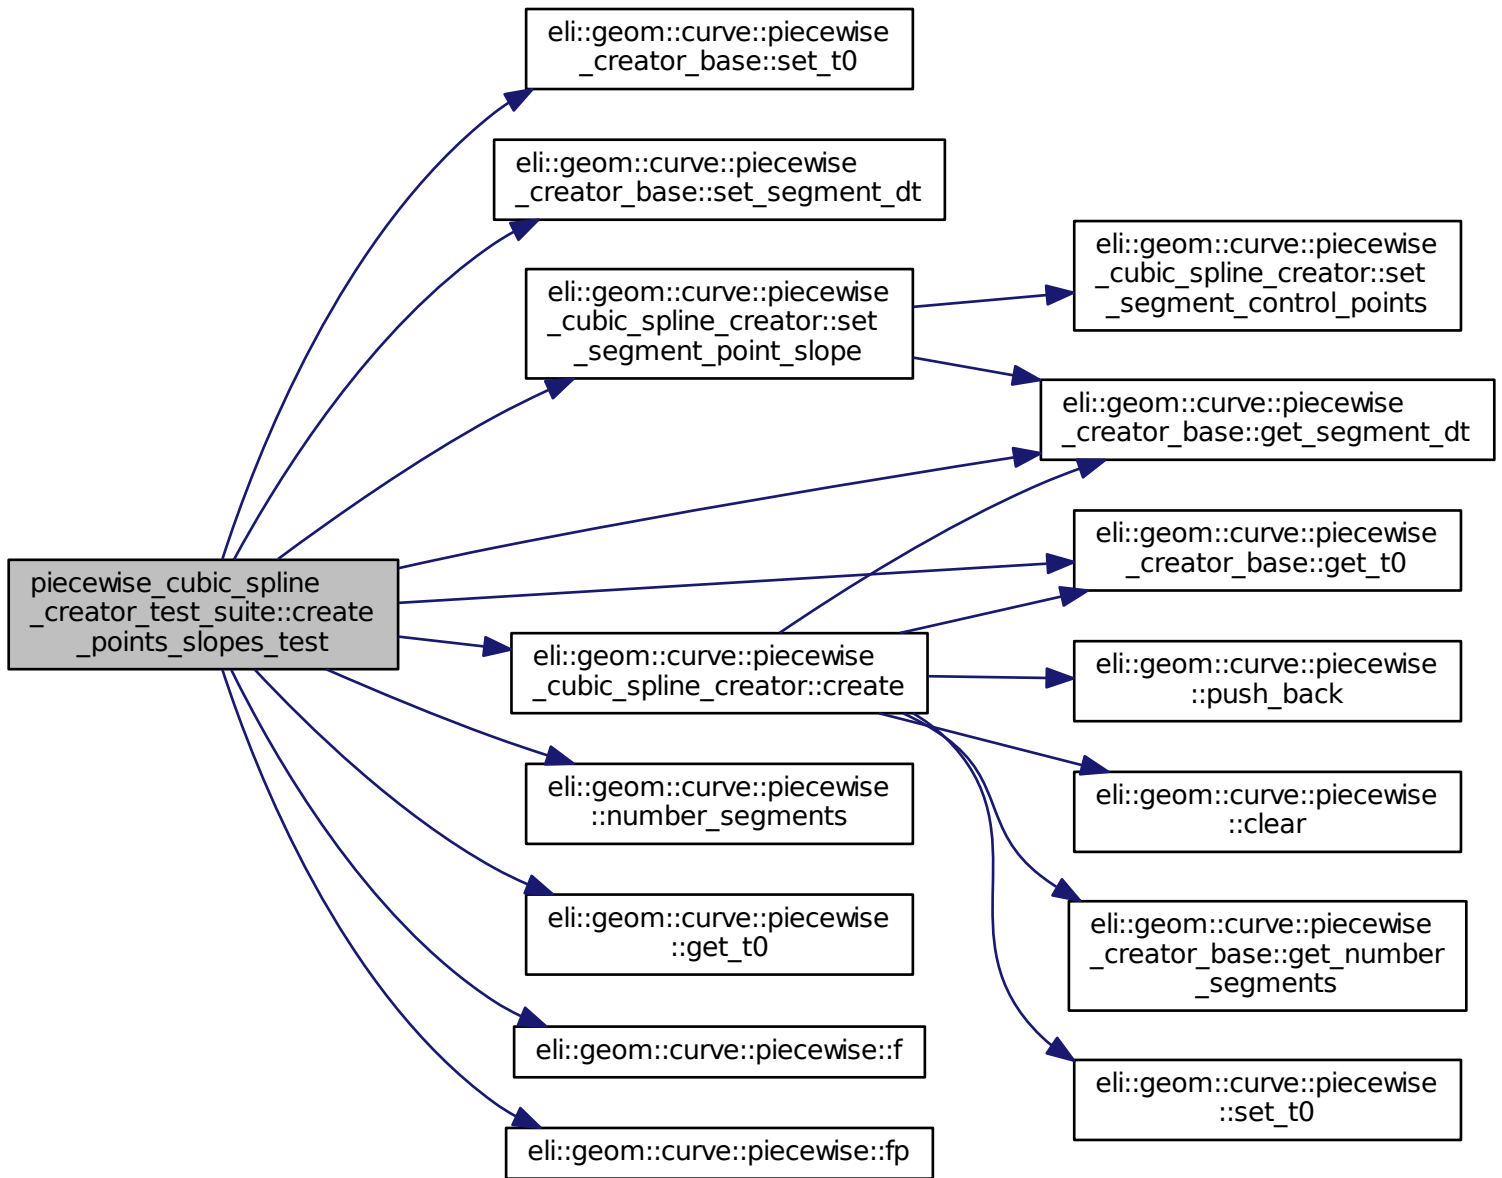 piecewise_cubic_spline
_creator_test_suite::create
_points_slopes_test
eli::geom::curve::piecewise
_creator_base::set_t0
eli::geom::curve::piecewise
_creator_base::set_segment_dt
eli::geom::curve::piecewise
_cubic_spline_creator::set
_segment_point_slope
eli::geom::curve::piecewise
_cubic_spline_creator::create
eli::geom::curve::piecewise
::number_segments
eli::geom::curve::piecewise
::get_t0
eli::geom::curve::piecewise::f
eli::geom::curve::piecewise::fp
eli::geom::curve::piecewise
_cubic_spline_creator::set
_segment_control_points
eli::geom::curve::piecewise
_creator_base::get_segment_dt
eli::geom::curve::piecewise
_creator_base::get_t0
eli::geom::curve::piecewise
::push_back
eli::geom::curve::piecewise
::clear
eli::geom::curve::piecewise
_creator_base::get_number
_segments
eli::geom::curve::piecewise
::set_t0